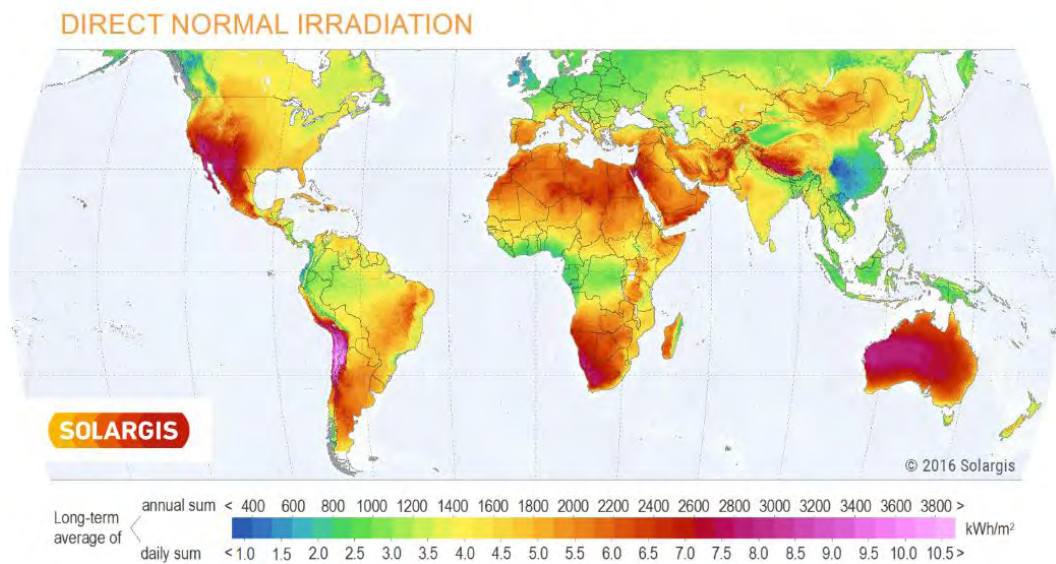 DIRECT NORMAL IRRADIATION
SOLARGIS
© 2016 Solargis
annual sum < 400 600 800 1000 1200 1400 1600 1800 2000 2200 2400 2600 2800 3000 3200 3400 3600 3800 >
Long-term
average of
kWh/m²
daily sum < 1.0 1.5 2.0 2.5 3.0 3.5 4.0 4.5 5.0 5.5 6.0 6.5 7.0 7.5 8.0 8.5 9.0 9.5 10.0 10.5 >